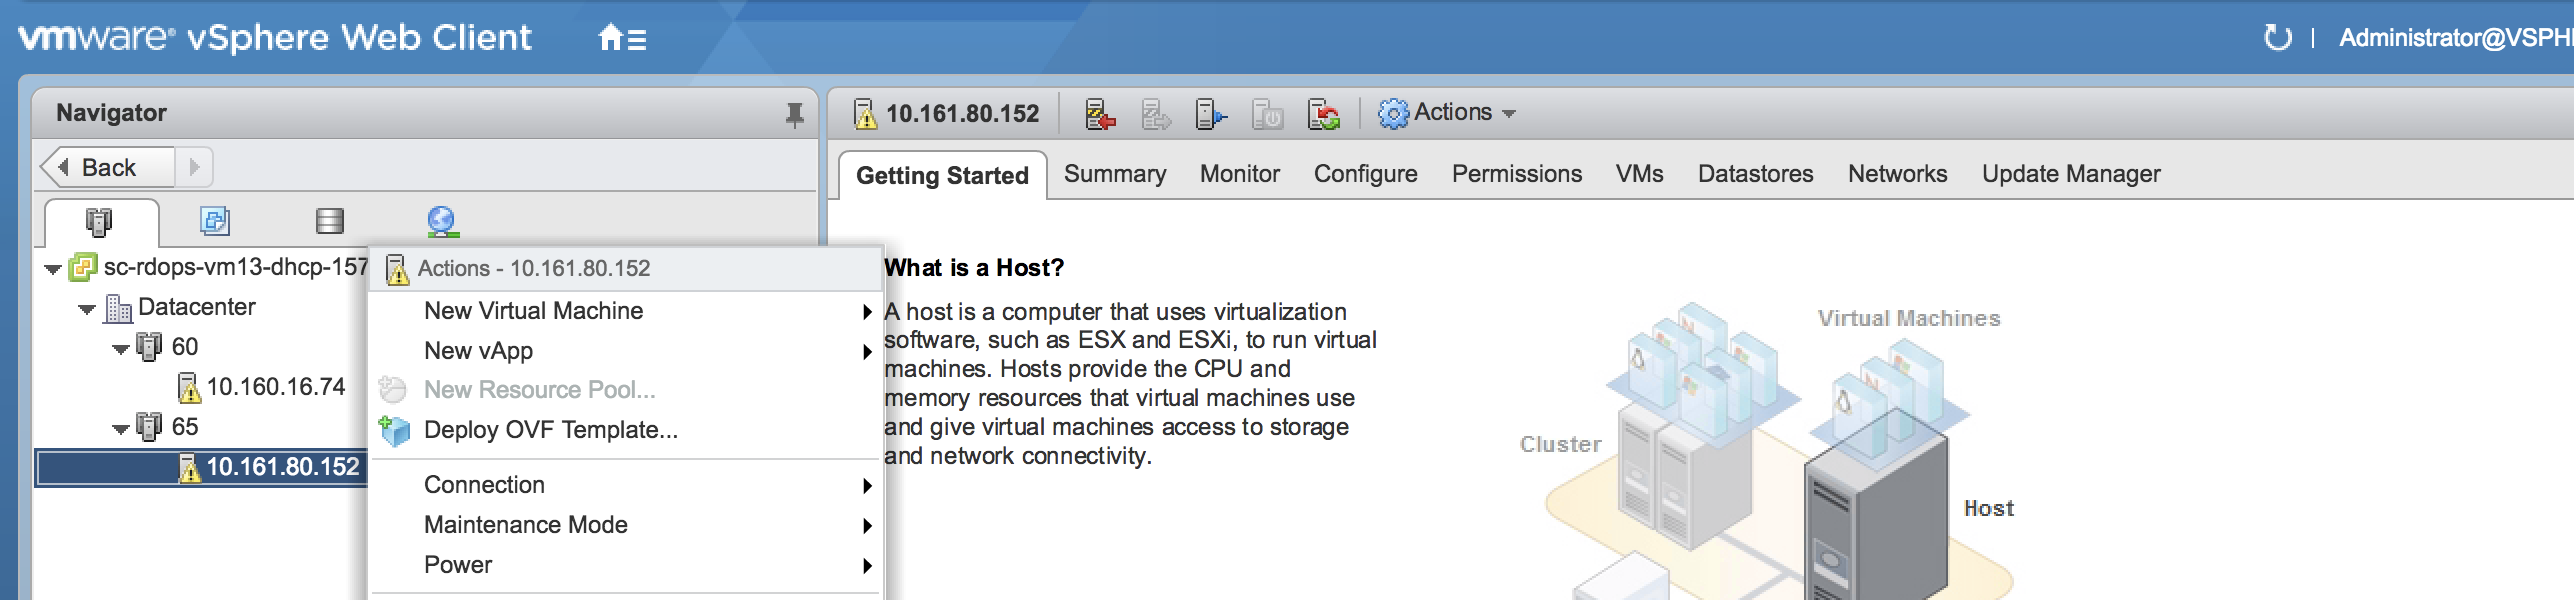 vmware® vSphere Web Client
Administrator@VSPH
Navigator
Back
sc-rdops-vm13-dhcp-157
Datacenter
60
10.160.16.74
65
10.161.80.152
Actions - 10.161.80.152
New Virtual Machine
New vApp
New Resource Pool...
Deploy OVF Template...
Connection
Maintenance Mode
Power
10.161.80.152
Actions
Getting Started Summary Monitor Configure Permissions VMs Datastores Networks Update Manager
What is a Host?
A host is a computer that uses virtualization
software, such as ESX and ESXi, to run virtual
machines. Hosts provide the CPU and
memory resources that virtual machines use
and give virtual machines access to storage
and network connectivity.
Virtual Machines
Cluster
Host